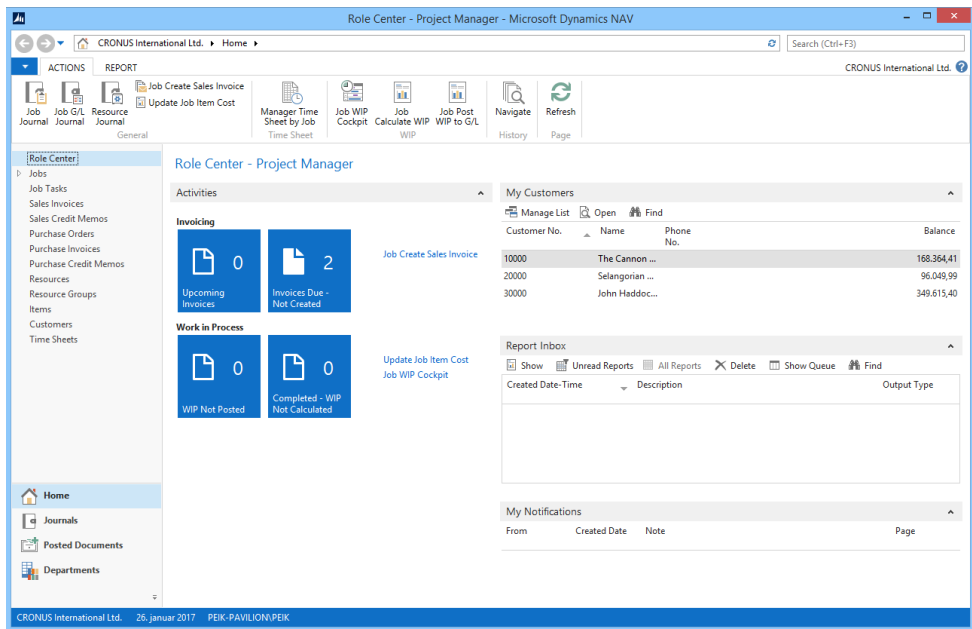 Role Center - Project Manager - Microsoft Dynamics NAV
CRONUS International Ltd. Home
Search (Ctrl+F3)
ACTIONS REPORT
CRONUS International Ltd.
Job Journal
Job G/L Journal
Resource Journal
Job Create Sales Invoice
Update Job Item Cost
General
Manager Time Sheet by Job
Time Sheet
Job WIP Cockpit
Job Calculate WIP
Job Post WIP to G/L
WIP
Navigate
History
Refresh
Page
Role Center
Jobs
Job Tasks
Sales Invoices
Sales Credit Memos
Purchase Orders
Purchase Invoices
Purchase Credit Memos
Resources
Resource Groups
Items
Customers
Time Sheets
Home
Journals
Posted Documents
Departments
Role Center - Project Manager
Activities
Invoicing
0
Upcoming
Invoices
2
Invoices Due -
Not Created
Job Create Sales Invoice
Work in Process
0
WIP Not Posted
0
Completed - WIP
Not Calculated
Update Job Item Cost
Job WIP Cockpit
My Customers
Manage List Open Find
Customer No. Name Phone No. Balance
10000 The Cannon ... 168.364,41
20000 Selangorian ... 96.049,99
30000 John Haddoc... 349.615,40
Report Inbox
Show Unread Reports All Reports Delete Show Queue Find
Created Date-Time Description Output Type
My Notifications
From Created Date Note Page
CRONUS International Ltd. 26. januar 2017 PEIK-PAVILION\PEIK